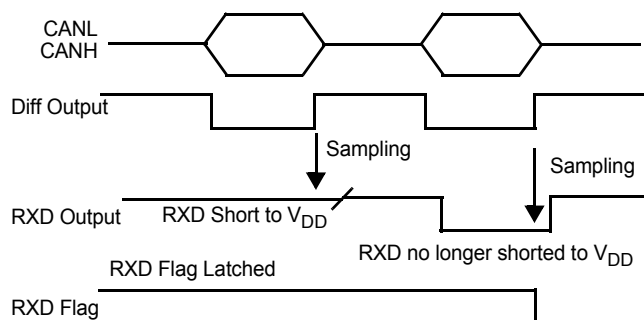 CANL
CANH
Diff Output
Sampling
Sampling
RXD Output
RXD Short to VDD
RXD no longer shorted to VDD
RXD Flag Latched
RXD Flag